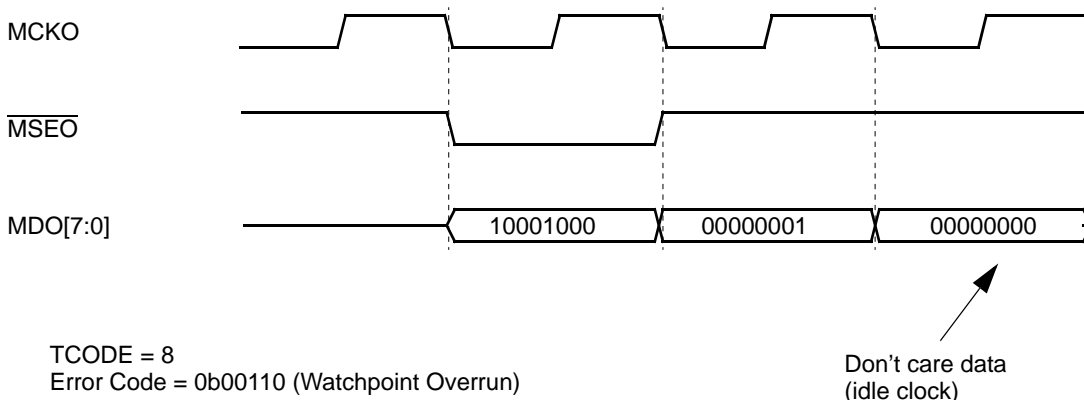 MCKO
MSEO
MDO[7:0]
10001000 00000001 00000000
TCODE = 8
Error Code = 0b00110 (Watchpoint Overrun)
Don't care data
(idle clock)